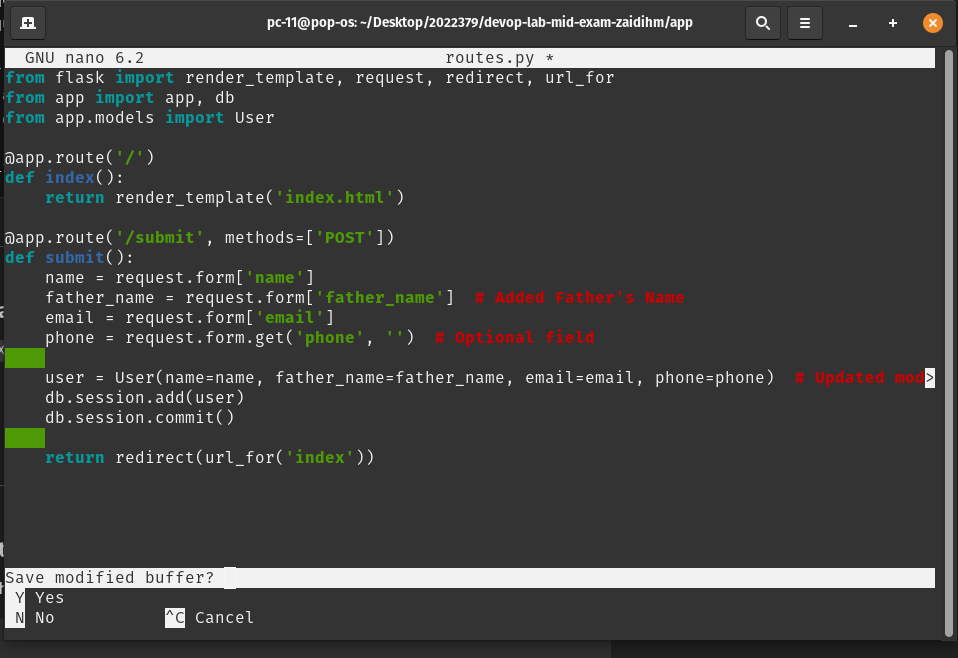 pc-11@pop-os: ~/Desktop/2022379/devop-lab-mid-exam-zaidihm/app
GNU nano 6.2 routes.py *
from flask import render_template, request, redirect, url_for
from app import app, db
from app.models import User
@app.route('/')
def index():
    return render_template('index.html')
@app.route('/submit', methods=['POST'])
def submit():
    name = request.form['name']
    father_name = request.form['father_name']  # Added Father's Name
    email = request.form['email']
    phone = request.form.get('phone', '')  # Optional field
    user = User(name=name, father_name=father_name, email=email, phone=phone)  # Updated mod>
    db.session.add(user)
    db.session.commit()
    return redirect(url_for('index'))
Save modified buffer?
Y Yes
N No ^C Cancel